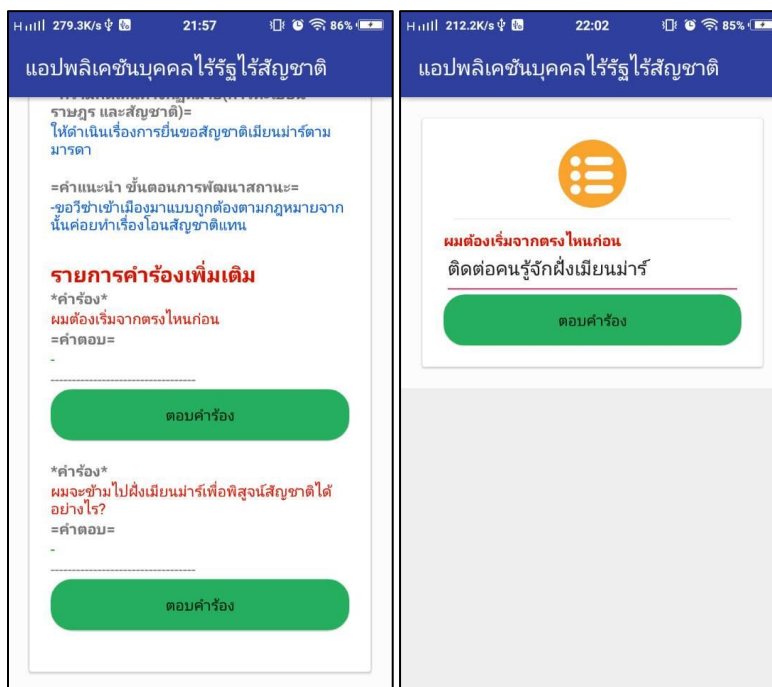 279.3K/s 21:57 86%
แอปพลิเคชันบุคคลไร้รัฐไร้สัญชาติ
ราษฎร และสัญชาติ)=
ให้ดำเนินเรื่องการยื่นขอสัญชาติเมียนม่าร์ตาม
มารดา
=คำแนะนำ ขั้นตอนการพัฒนาสถานะ=
-ขอวีซ่าเข้าเมืองมาแบบถูกต้องตามกฎหมายจาก
นั้นค่อยทำเรื่องโอนสัญชาติแทน
รายการคำร้องเพิ่มเติม
*คำร้อง*
ผมต้องเริ่มจากตรงไหนก่อน
=คำตอบ=
-
----------------------------------
ตอบคำร้อง
*คำร้อง*
ผมจะข้ามไปฝั่งเมียนม่าร์เพื่อพิสูจน์สัญชาติได้
อย่างไร?
=คำตอบ=
-
----------------------------------
ตอบคำร้อง
212.2K/s 22:02 85%
แอปพลิเคชันบุคคลไร้รัฐไร้สัญชาติ
ผมต้องเริ่มจากตรงไหนก่อน
ติดต่อคนรู้จักฝั่งเมียนม่าร์
ตอบคำร้อง